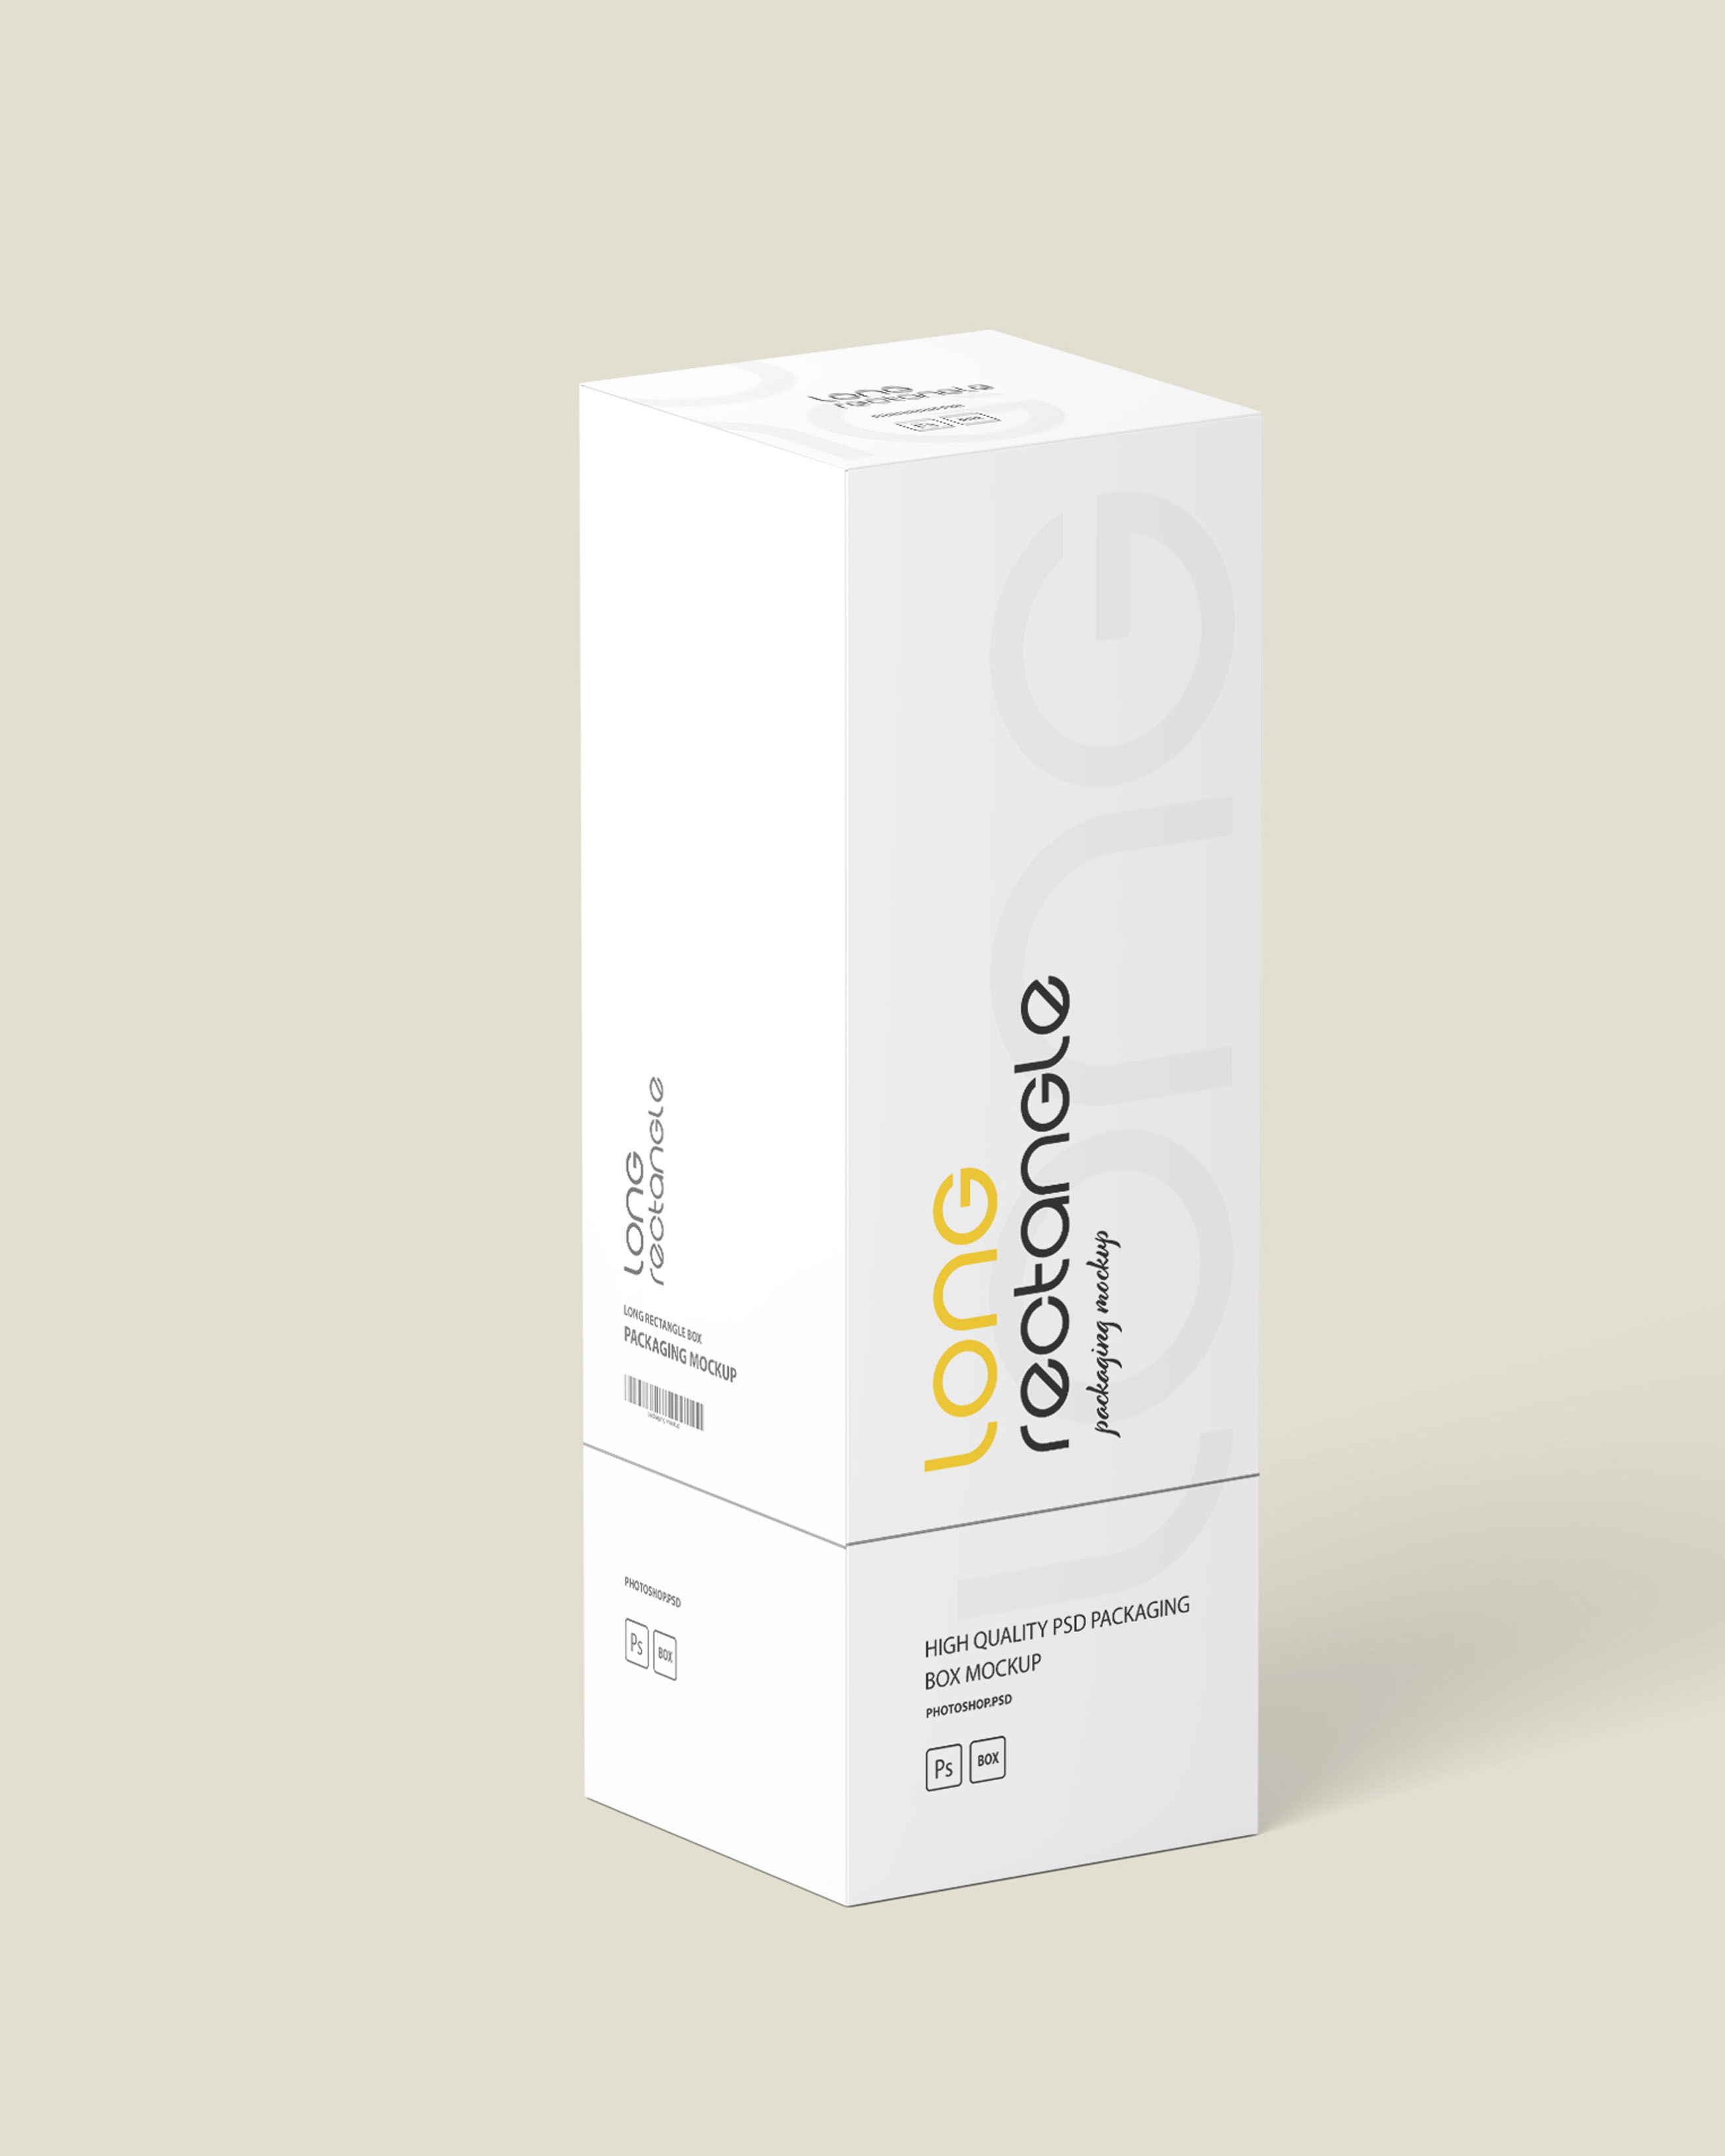 LONG
rectangle
LONG
rectangle
LONG RECTANGLE BOX
PACKAGING MOCKUP
PHOTOSHOP.PSD
Ps BOX
LONG
LONG
rectangle
packaging mockup
HIGH QUALITY PSD PACKAGING
BOX MOCKUP
PHOTOSHOP.PSD
Ps BOX